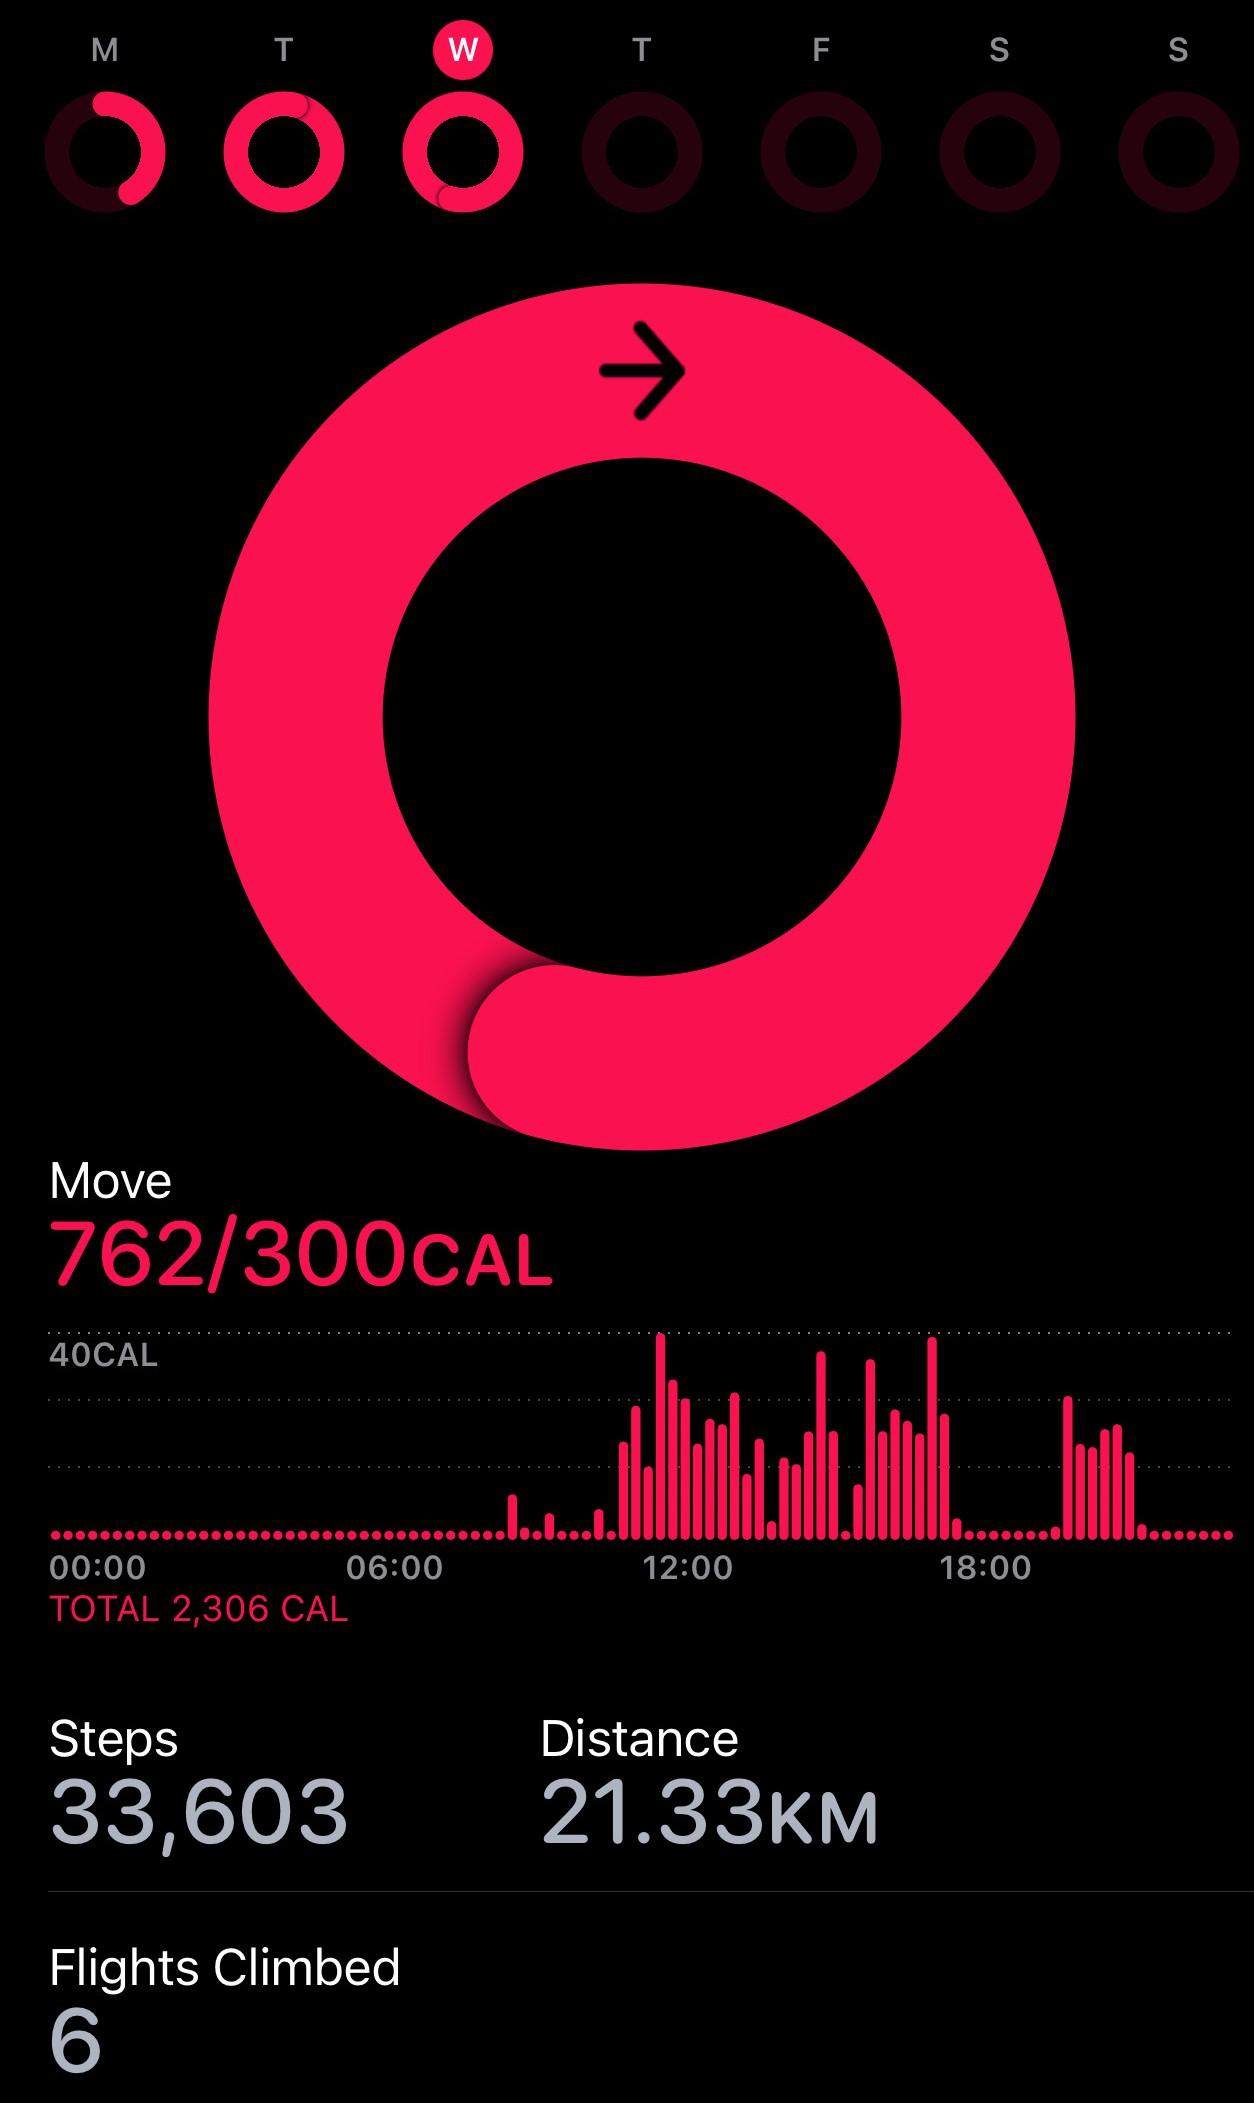 M T W T F S S
Move
762/300CAL
40CAL
00:00 06:00 12:00 18:00
TOTAL 2,306 CAL
Steps Distance
33,603 21.33KM
Flights Climbed
6